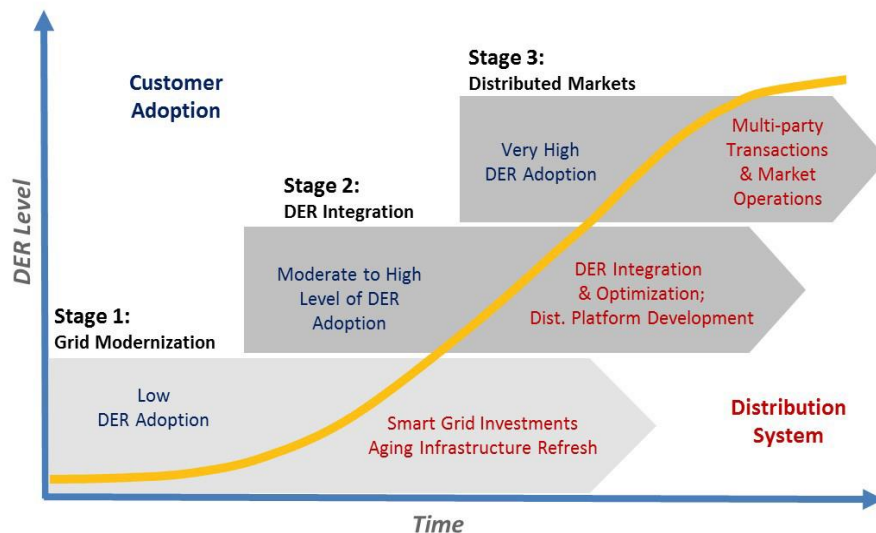 Customer
Adoption
Stage 3:
Distributed Markets
Very High
DER Adoption
Multi-party
Transactions
& Market
Operations
Stage 2:
DER Integration
Moderate to High
Level of DER
Adoption
DER Integration
& Optimization;
Dist. Platform Development
Stage 1:
Grid Modernization
Low
DER Adoption
Smart Grid Investments
Aging Infrastructure Refresh
Distribution
System
DER Level
Time